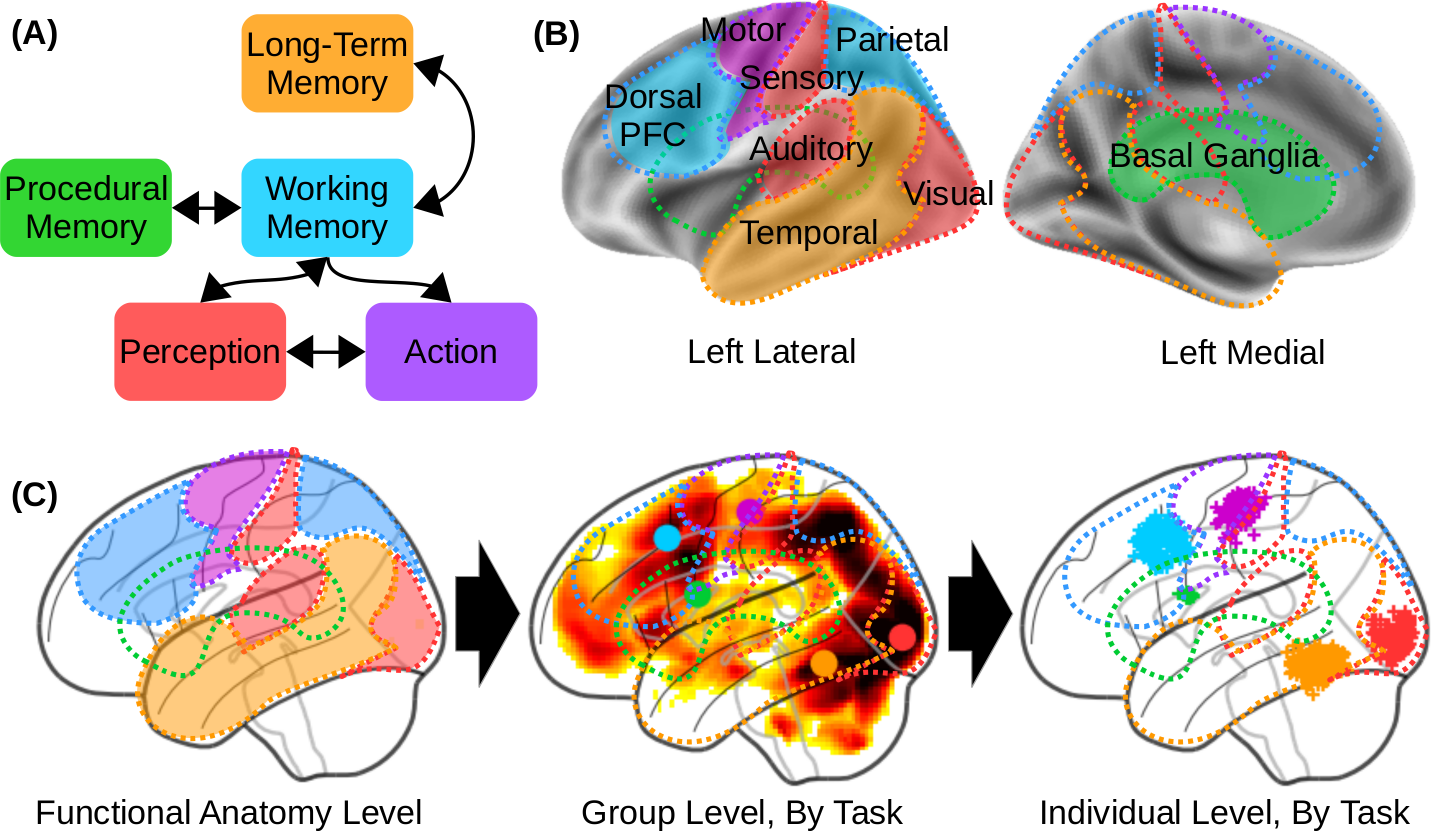 (A)
Long-Term
Memory
Procedural
Memory
Working
Memory
Perception
Action
(B)
Motor
Parietal
Sensory
Dorsal
PFC
Auditory
Visual
Temporal
Basal Ganglia
Left Lateral
Left Medial
(C)
Functional Anatomy Level
Group Level, By Task
Individual Level, By Task